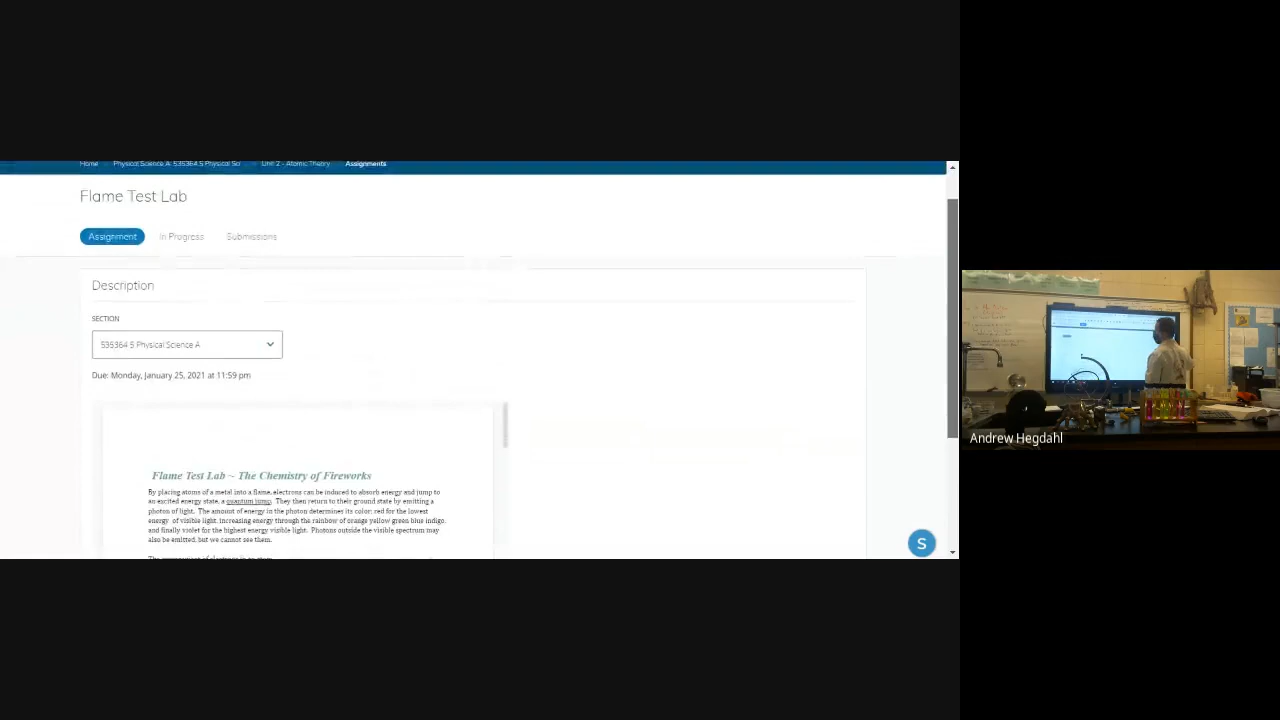 Home Physical Science A: 535364 5 Physical Sci Unit 2 - Atomic Theory Assignments
Flame Test Lab
Assignment In Progress Submissions
Description
SECTION
535364 5 Physical Science A
Due: Monday, January 25, 2021 at 11:59 pm
Flame Test Lab ~ The Chemistry of Fireworks
By placing atoms of a metal into a flame, electrons can be induced to absorb energy and jump to
an excited energy state, a quantum jump. They then return to their ground state by emitting a
photon of light. The amount of energy in the photon determines its color; red for the lowest
energy of visible light, increasing energy through the rainbow of orange yellow green blue indigo,
and finally violet for the highest energy visible light. Photons outside the visible spectrum may
also be emitted, but we cannot see them.
S
Andrew Hegdahl